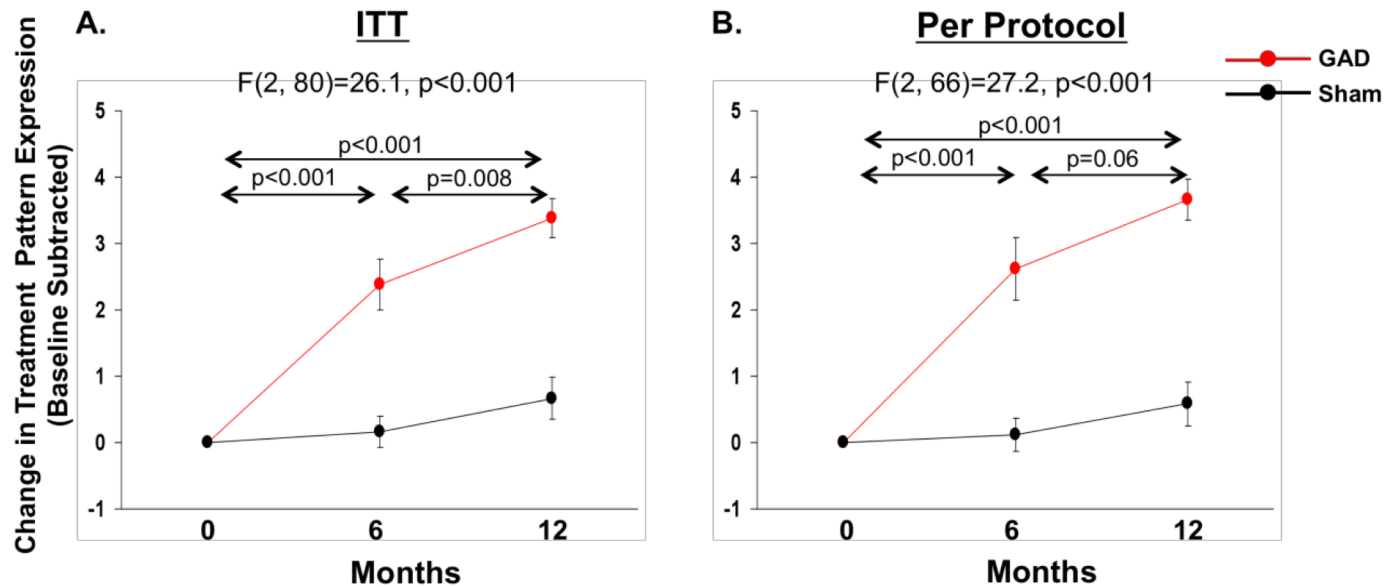 A.
ITT
F(2, 80)=26.1, p<0.001
Change in Treatment Pattern Expression
(Baseline Subtracted)
5
4
3
2
1
0
-1
p<0.001
p<0.001
p=0.008
0
6
12
Months
B.
Per Protocol
F(2, 66)=27.2, p<0.001
5
4
3
2
1
0
-1
p<0.001
p<0.001
p=0.06
0
6
12
Months
GAD
Sham